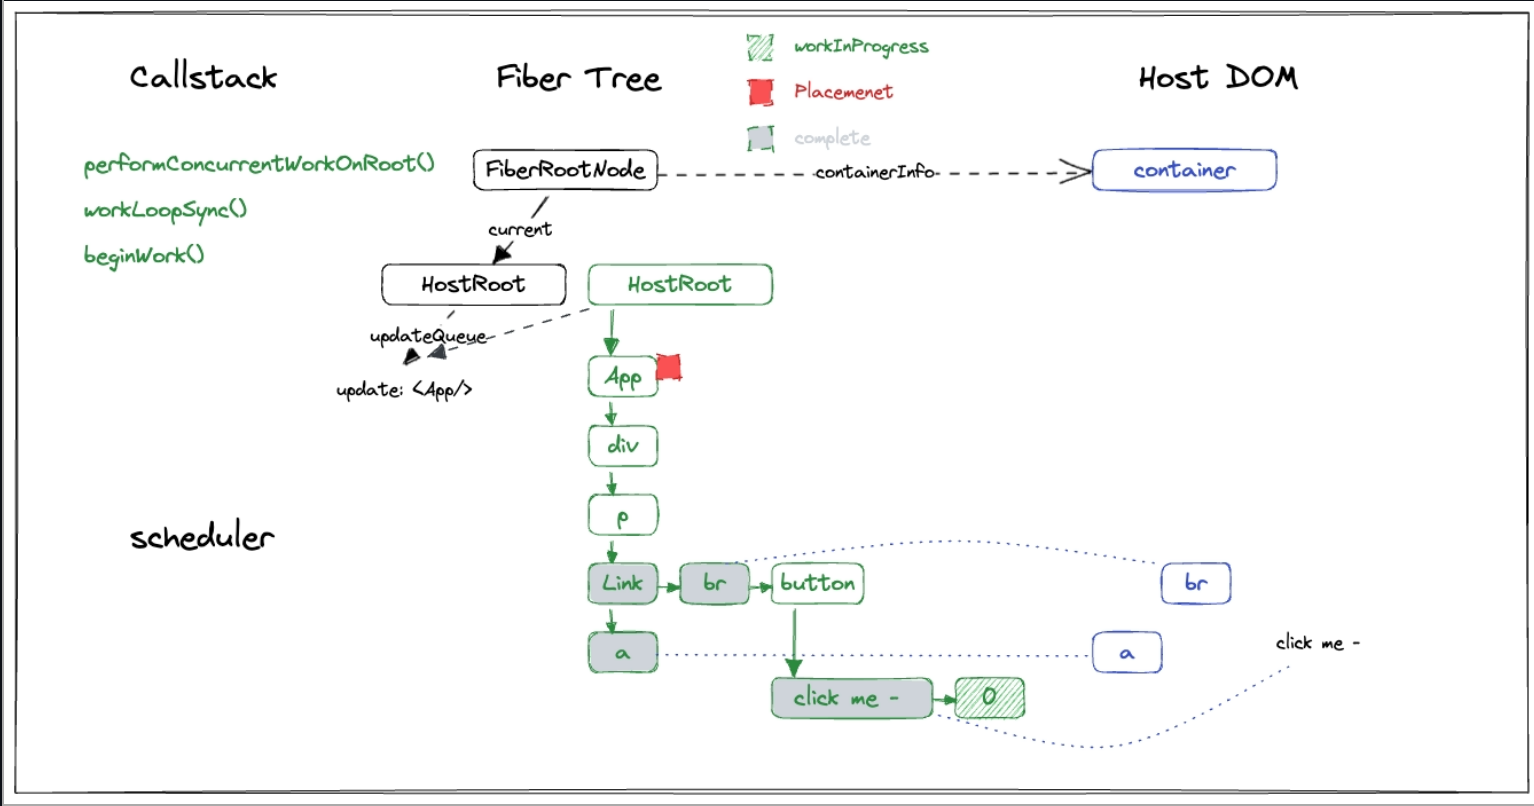 Callstack
Fiber Tree
workInProgress
Placemenet
complete
Host DOM
performConcurrentWorkOnRoot()
workLoopSync()
beginWork()
FiberRootNode
containerInfo
container
current
HostRoot
HostRoot
updateQueue
update: <App/>
App
div
p
scheduler
Link
br
button
br
a
a
click me -
click me -
0